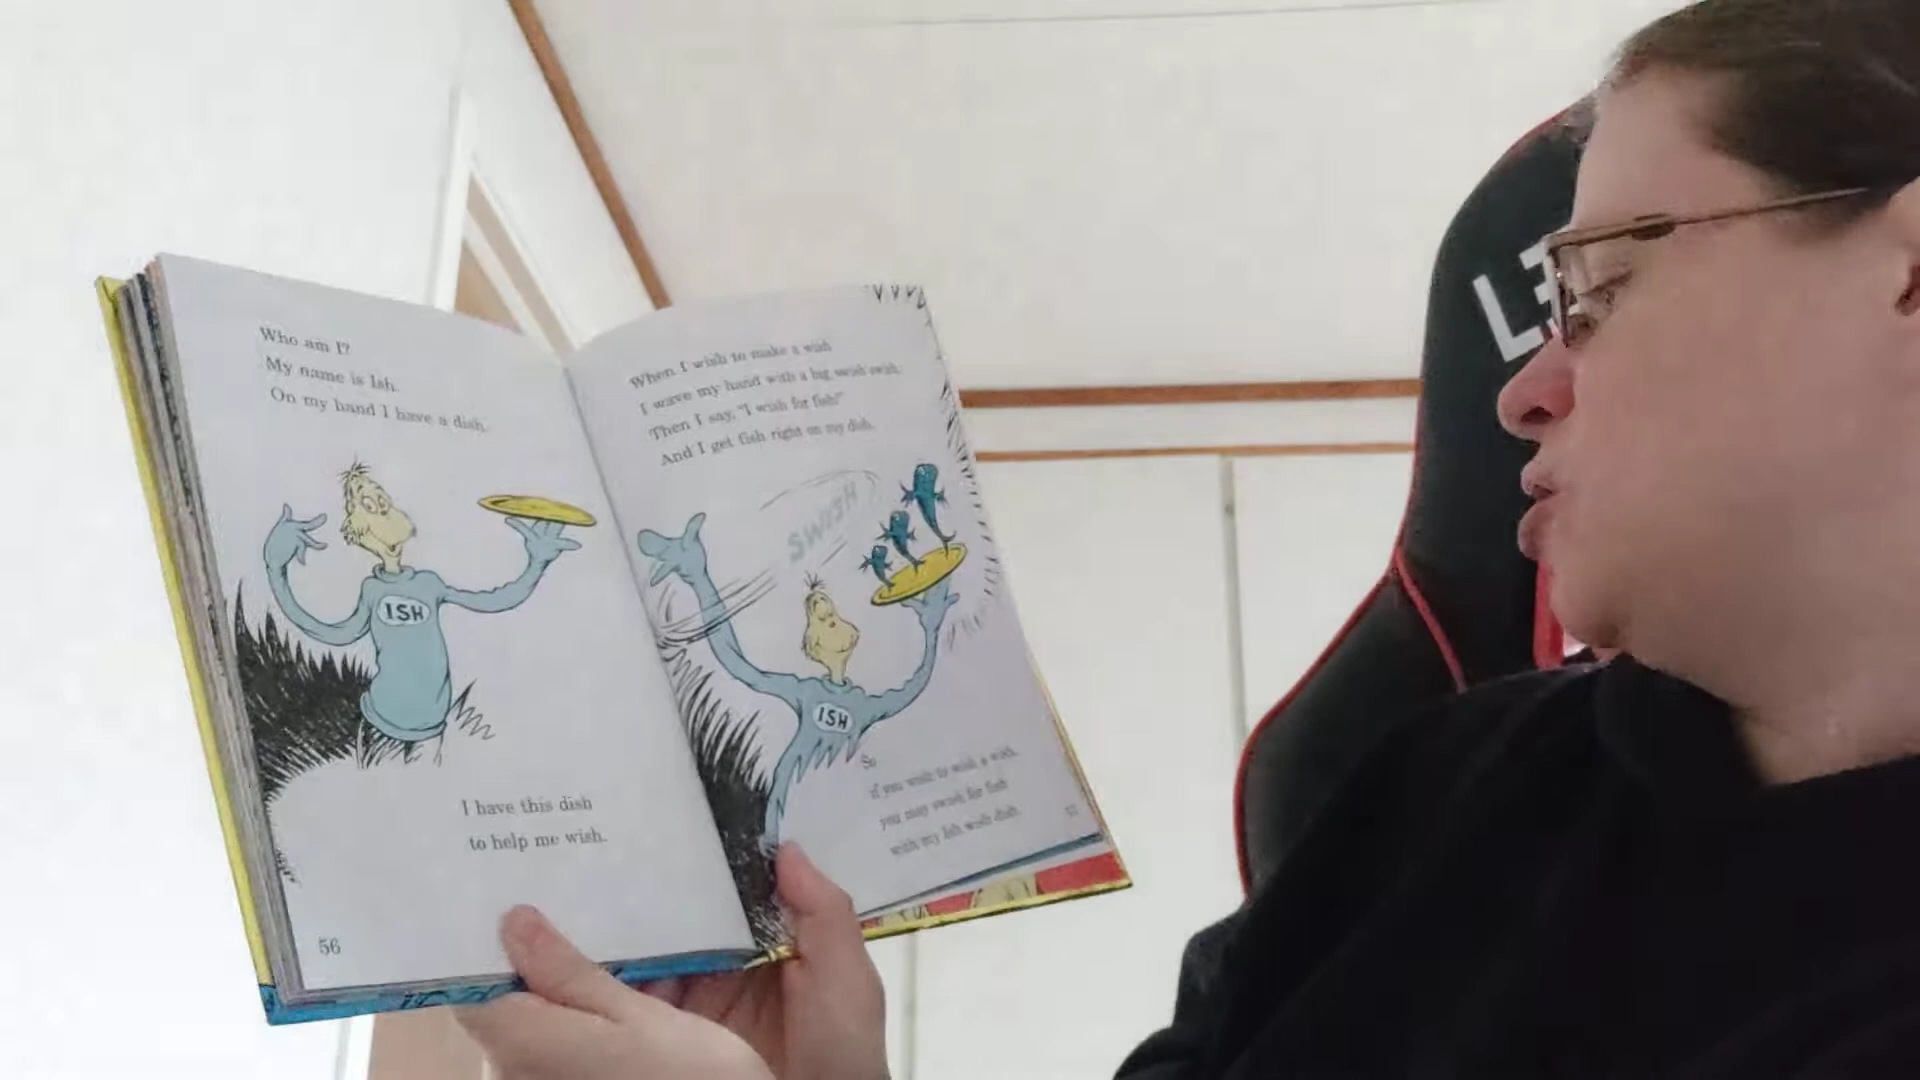 Who am I?
My name is Ish.
On my hand I have a dish.
ISH
I have this dish
to help me wish.
56
When I wish to make a wish
I wave my hand with a big swish swish.
Then I say, "I wish for fish!"
And I get fish right on my dish.
SWISH
ISH
So
if you wish to wish a wish,
you may swish for fish
with my Ish wish dish.
57
L